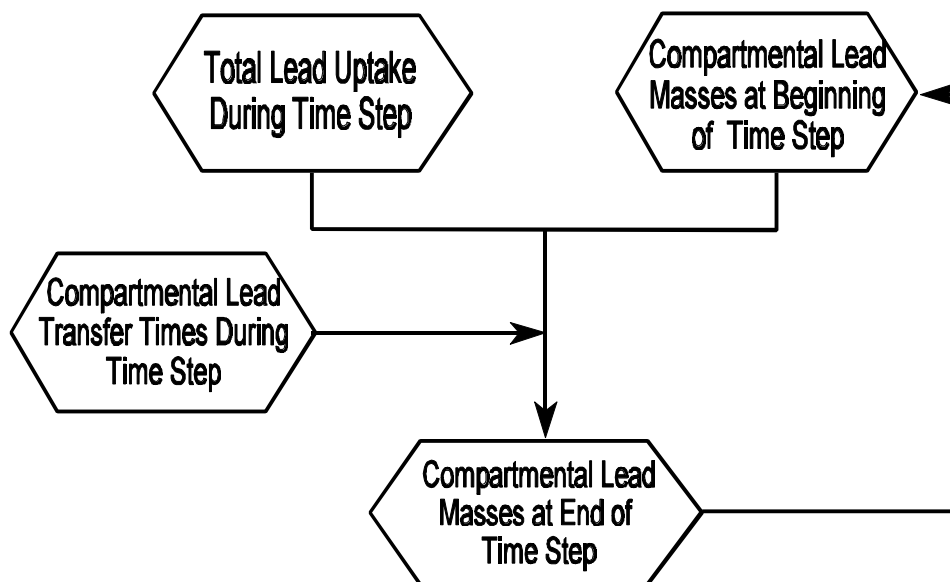 Total Lead Uptake
During Time Step
Compartmental Lead
Masses at Beginning
of Time Step
Compartmental Lead
Transfer Times During
Time Step
Compartmental Lead
Masses at End of
Time Step